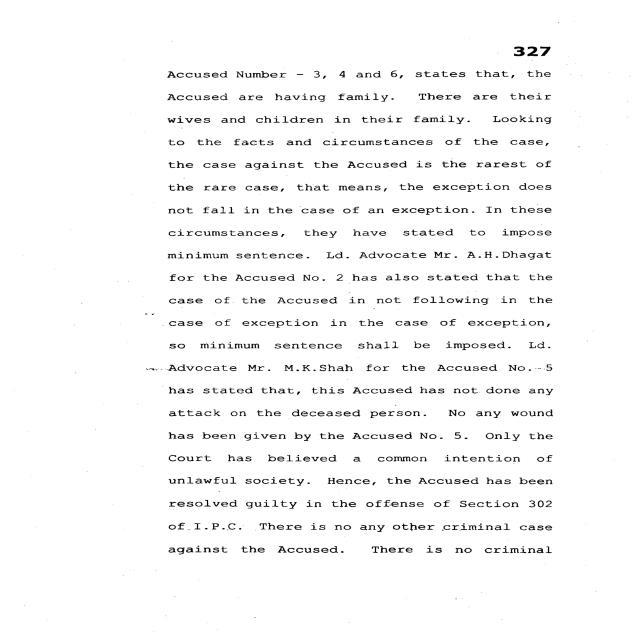 327
Accused Number - 3, 4 and 6, states that, the
Accused are having family. There are their
wives and children in their family. Looking
to the facts and circumstances of the case,
the case against the Accused is the rarest of
the rare case, that means, the exception does
not fall in the case of an exception. In these
circumstances, they have stated to impose
minimum sentence. Ld. Advocate Mr. A.H.Dhagat
for the Accused No. 2 has also stated that the
case of the Accused in not following in the
case of exception in the case of exception,
so minimum sentence shall be imposed. Ld.
Advocate Mr. M.K.Shah for the Accused No. 5
has stated that, this Accused has not done any
attack on the deceased person. No any wound
has been given by the Accused No. 5. Only the
Court has believed a common intention of
unlawful society. Hence, the Accused has been
resolved guilty in the offense of Section 302
of I.P.C. There is no any other criminal case
against the Accused. There is no criminal